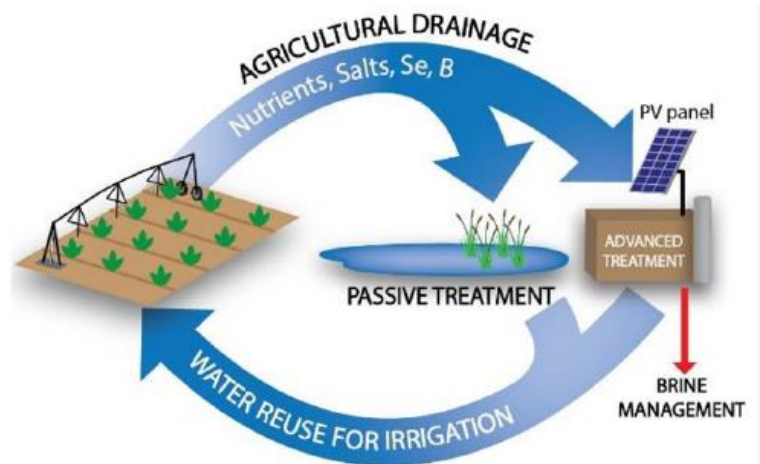 AGRICULTURAL DRAINAGE
Nutrients, Salts, Se, B
PV panel
ADVANCED
TREATMENT
PASSIVE TREATMENT
BRINE
MANAGEMENT
WATER REUSE FOR IRRIGATION